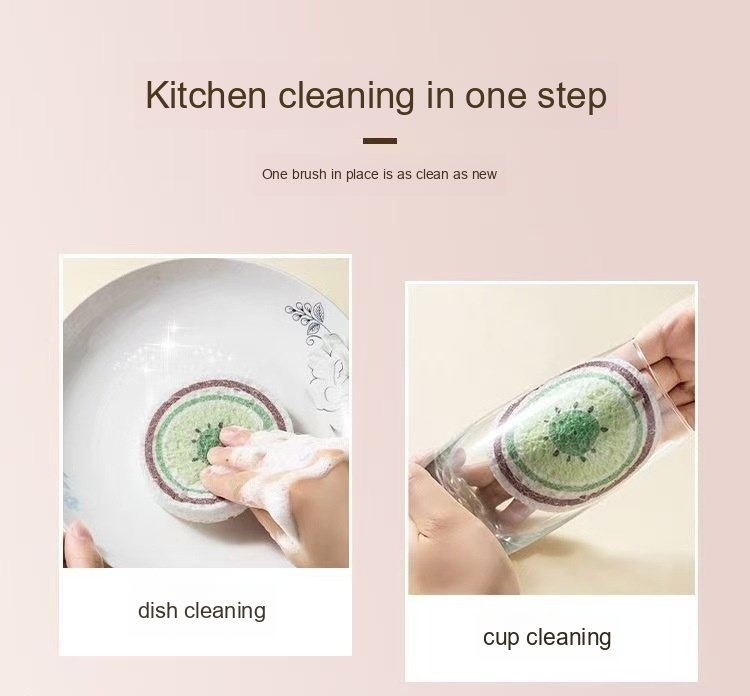 Kitchen cleaning in one step
One brush in place is as clean as new
dish cleaning
cup cleaning